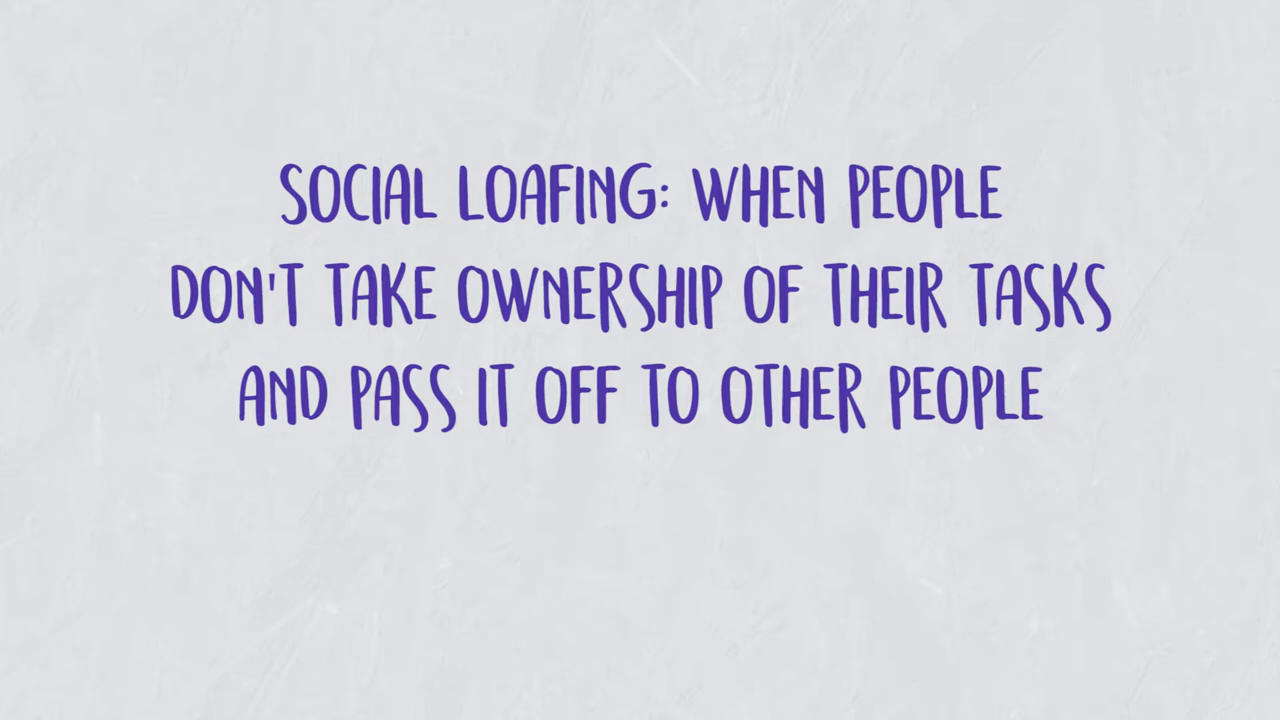 SOCIAL LOAFING: WHEN PEOPLE
DON'T TAKE OWNERSHIP OF THEIR TASKS
AND PASS IT OFF TO OTHER PEOPLE